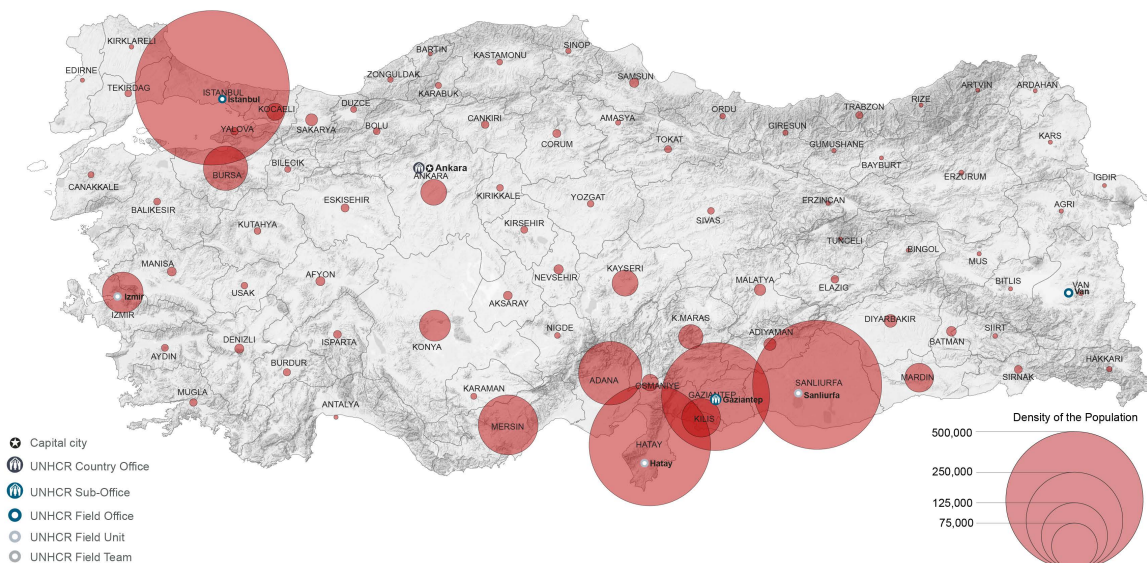 KIRKLARELI
EDIRNE
TEKIRDAG
ISTANBUL
Istanbul
KOCAELI
YALOVA
SAKARYA
DUZCE
BOLU
ZONGULDAK
BARTIN
KARABUK
KASTAMONU
SINOP
CANKIRI
CORUM
SAMSUN
AMASYA
TOKAT
ORDU
GIRESUN
TRABZON
GUMUSHANE
RIZE
BAYBURT
ARTVIN
ARDAHAN
KARS
ERZURUM
IGDIR
AGRI
CANAKKALE
BALIKESIR
BURSA
BILECIK
Ankara
ANKARA
ESKISEHIR
KUTAHYA
KIRIKKALE
KIRSEHIR
YOZGAT
SIVAS
ERZINCAN
TUNCELI
BINGOL
MUS
BITLIS
VAN
Van
MANISA
Izmir
IZMIR
USAK
AFYON
AKSARAY
NEVSEHIR
KAYSERI
MALATYA
ELAZIG
DIYARBAKIR
BATMAN
SIIRT
HAKKARI
SIRNAK
MARDIN
AYDIN
DENIZLI
ISPARTA
BURDUR
MUGLA
ANTALYA
KONYA
KARAMAN
NIGDE
MERSIN
ADANA
OSMANIYE
K.MARAS
ADIYAMAN
GAZIANTEP
Gaziantep
KILIS
SANLIURFA
Sanliurfa
HATAY
Hatay
Capital city
UNHCR Country Office
UNHCR Sub-Office
UNHCR Field Office
UNHCR Field Unit
UNHCR Field Team
Density of the Population
500,000
250,000
125,000
75,000